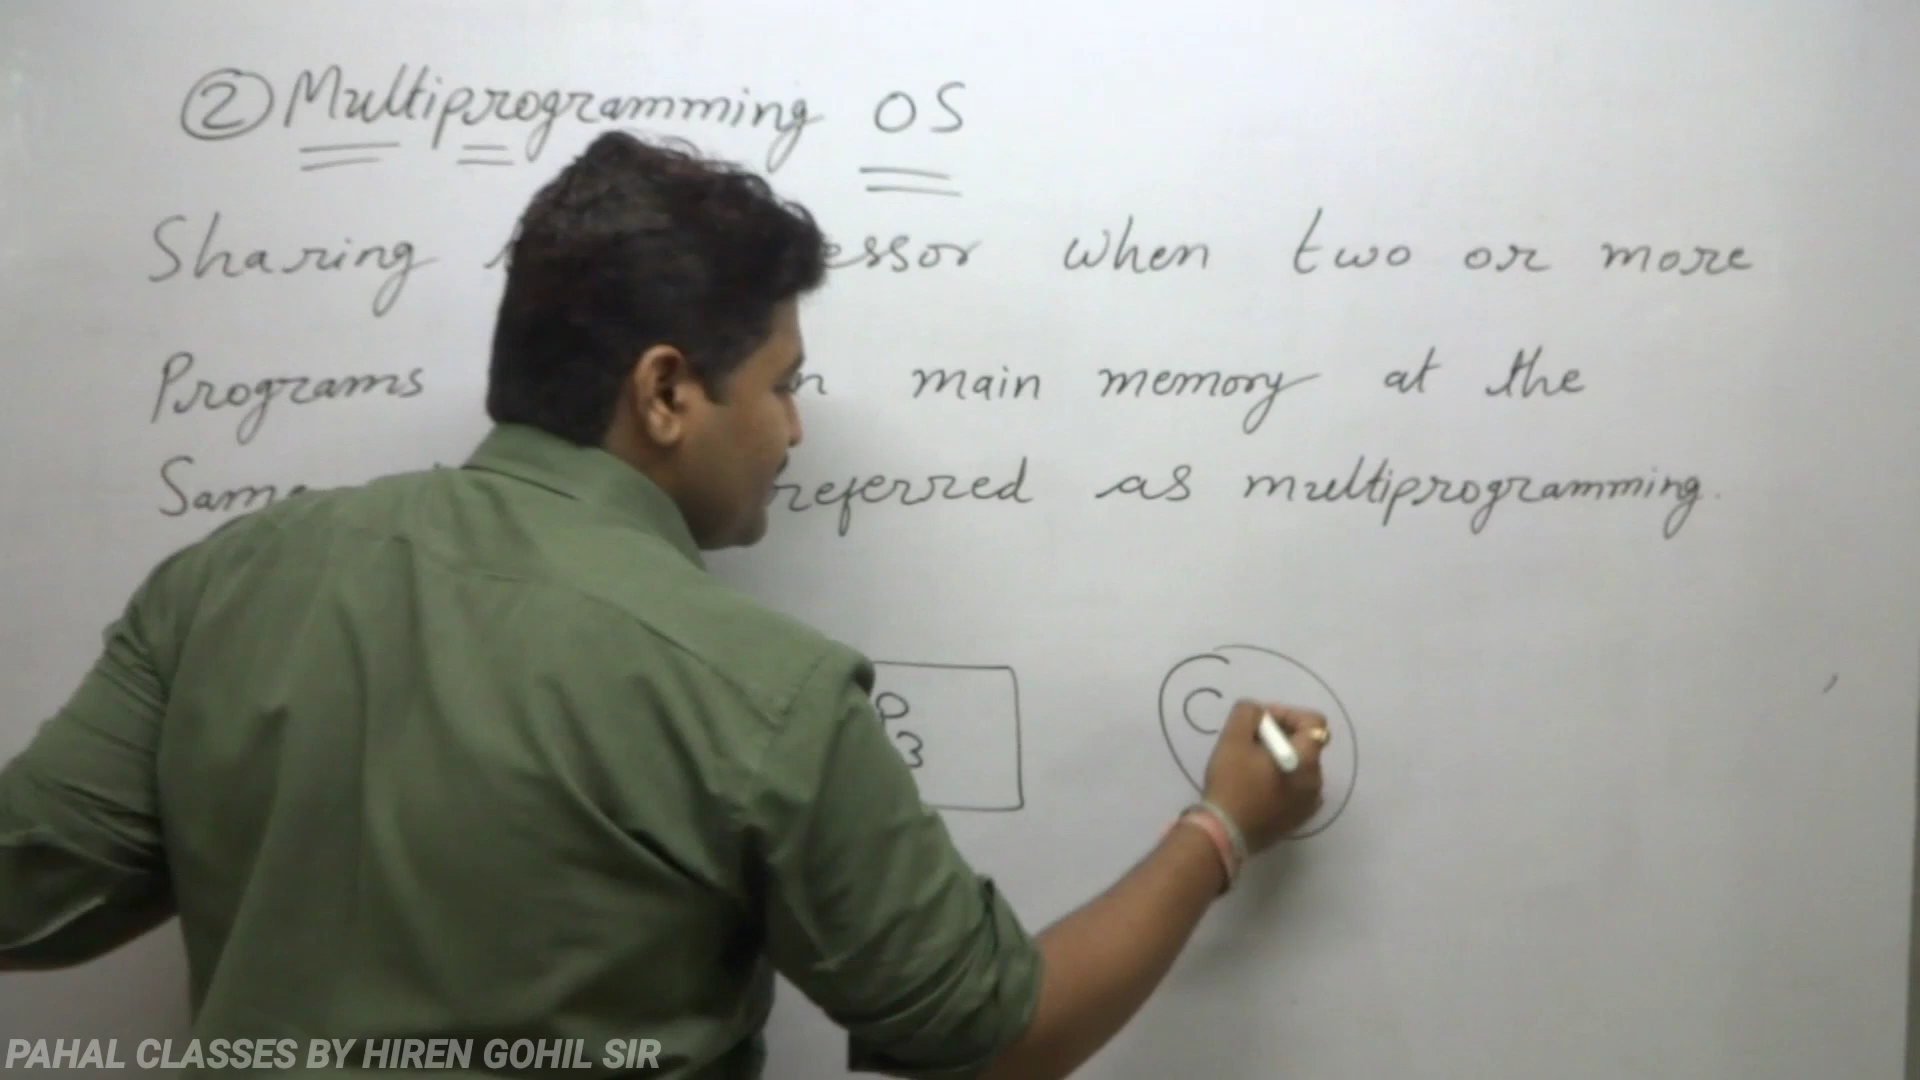 ② Multiprogramming OS
Sharing essor when two or more
Programs main memory at the
Same referred as multiprogramming.
C
PAHAL CLASSES BY HIREN GOHIL SIR